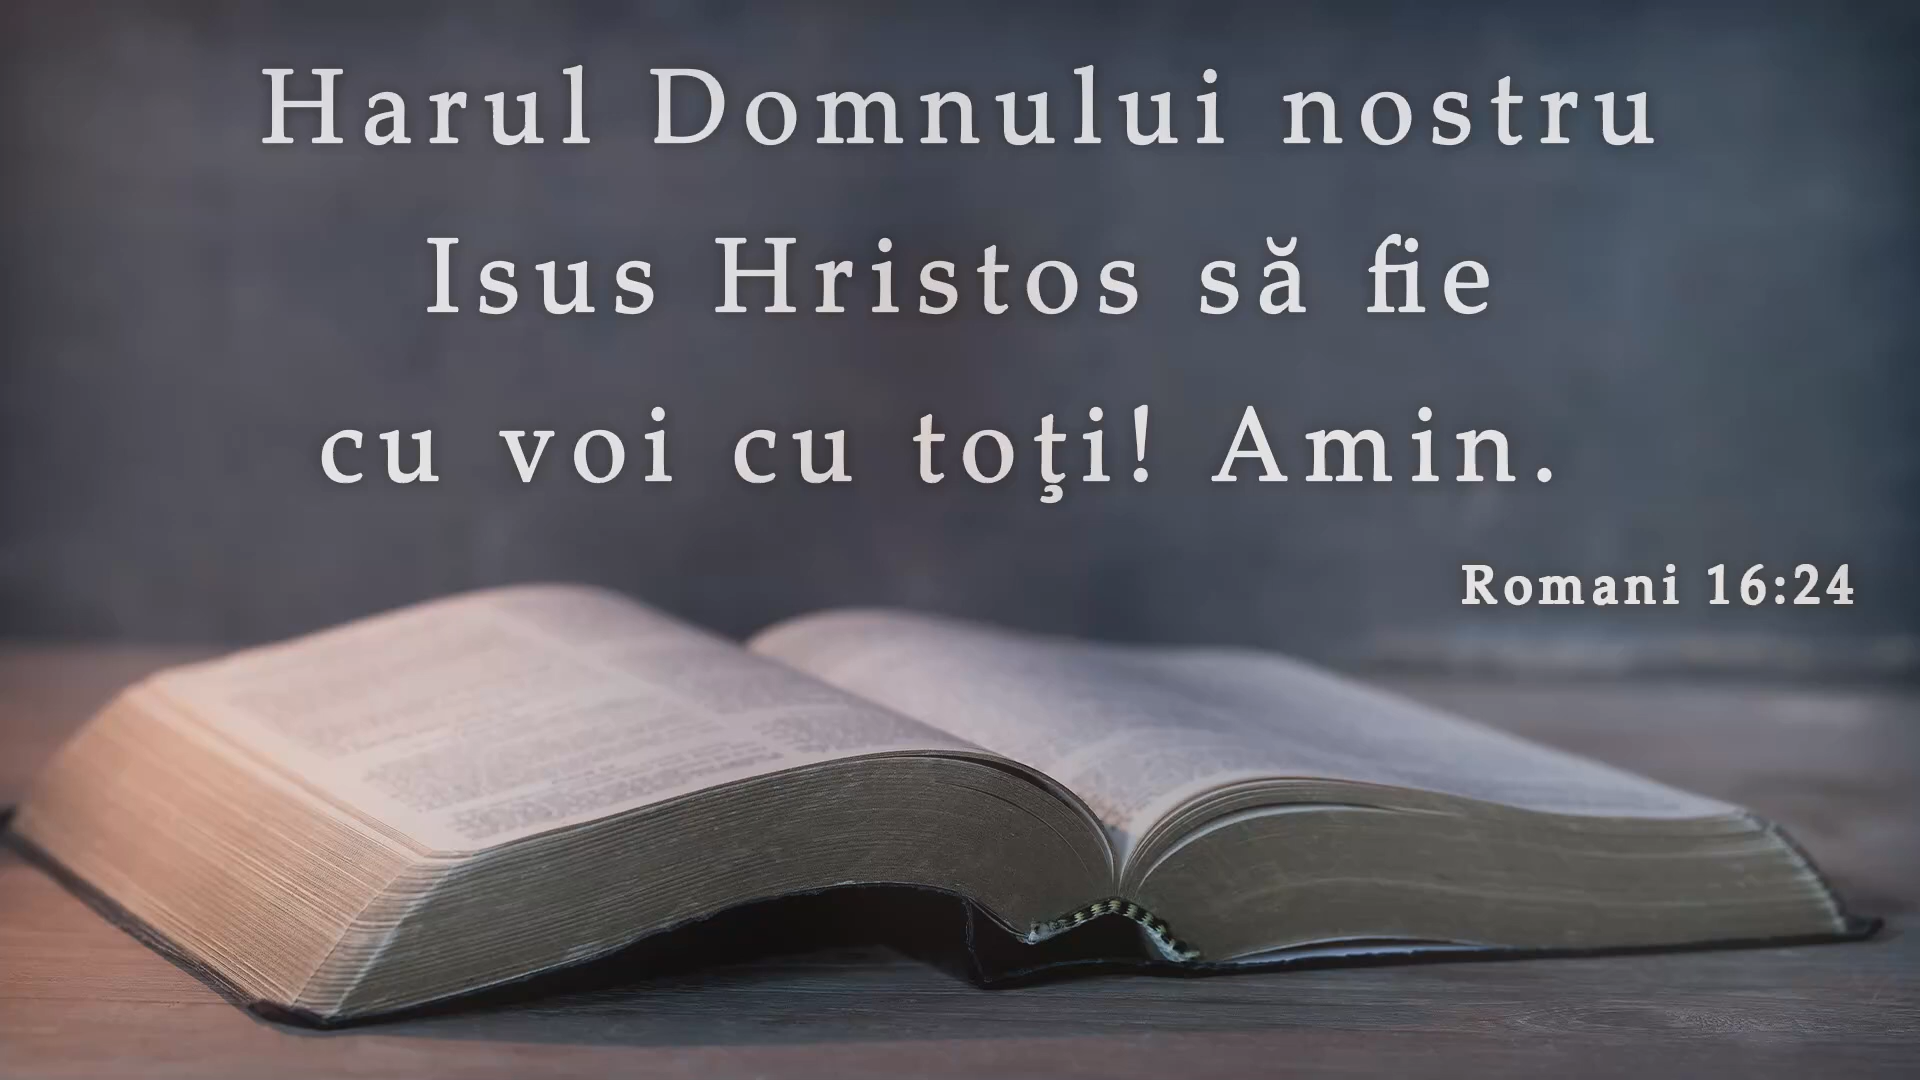 Harul Domnului nostru
Isus Hristos să fie
cu voi cu toţi! Amin.
Romani 16:24